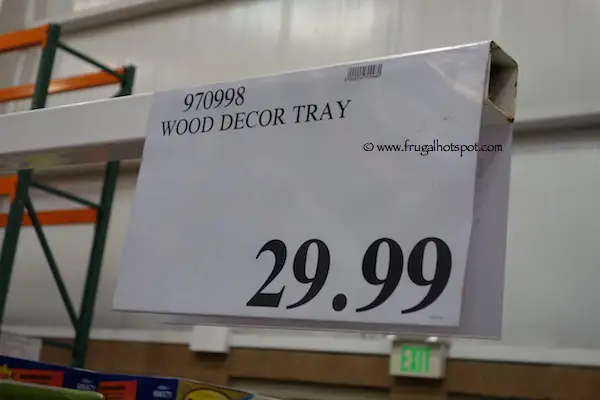 970998
WOOD DECOR TRAY
© www.frugalhotspot.com
29.99
EXIT